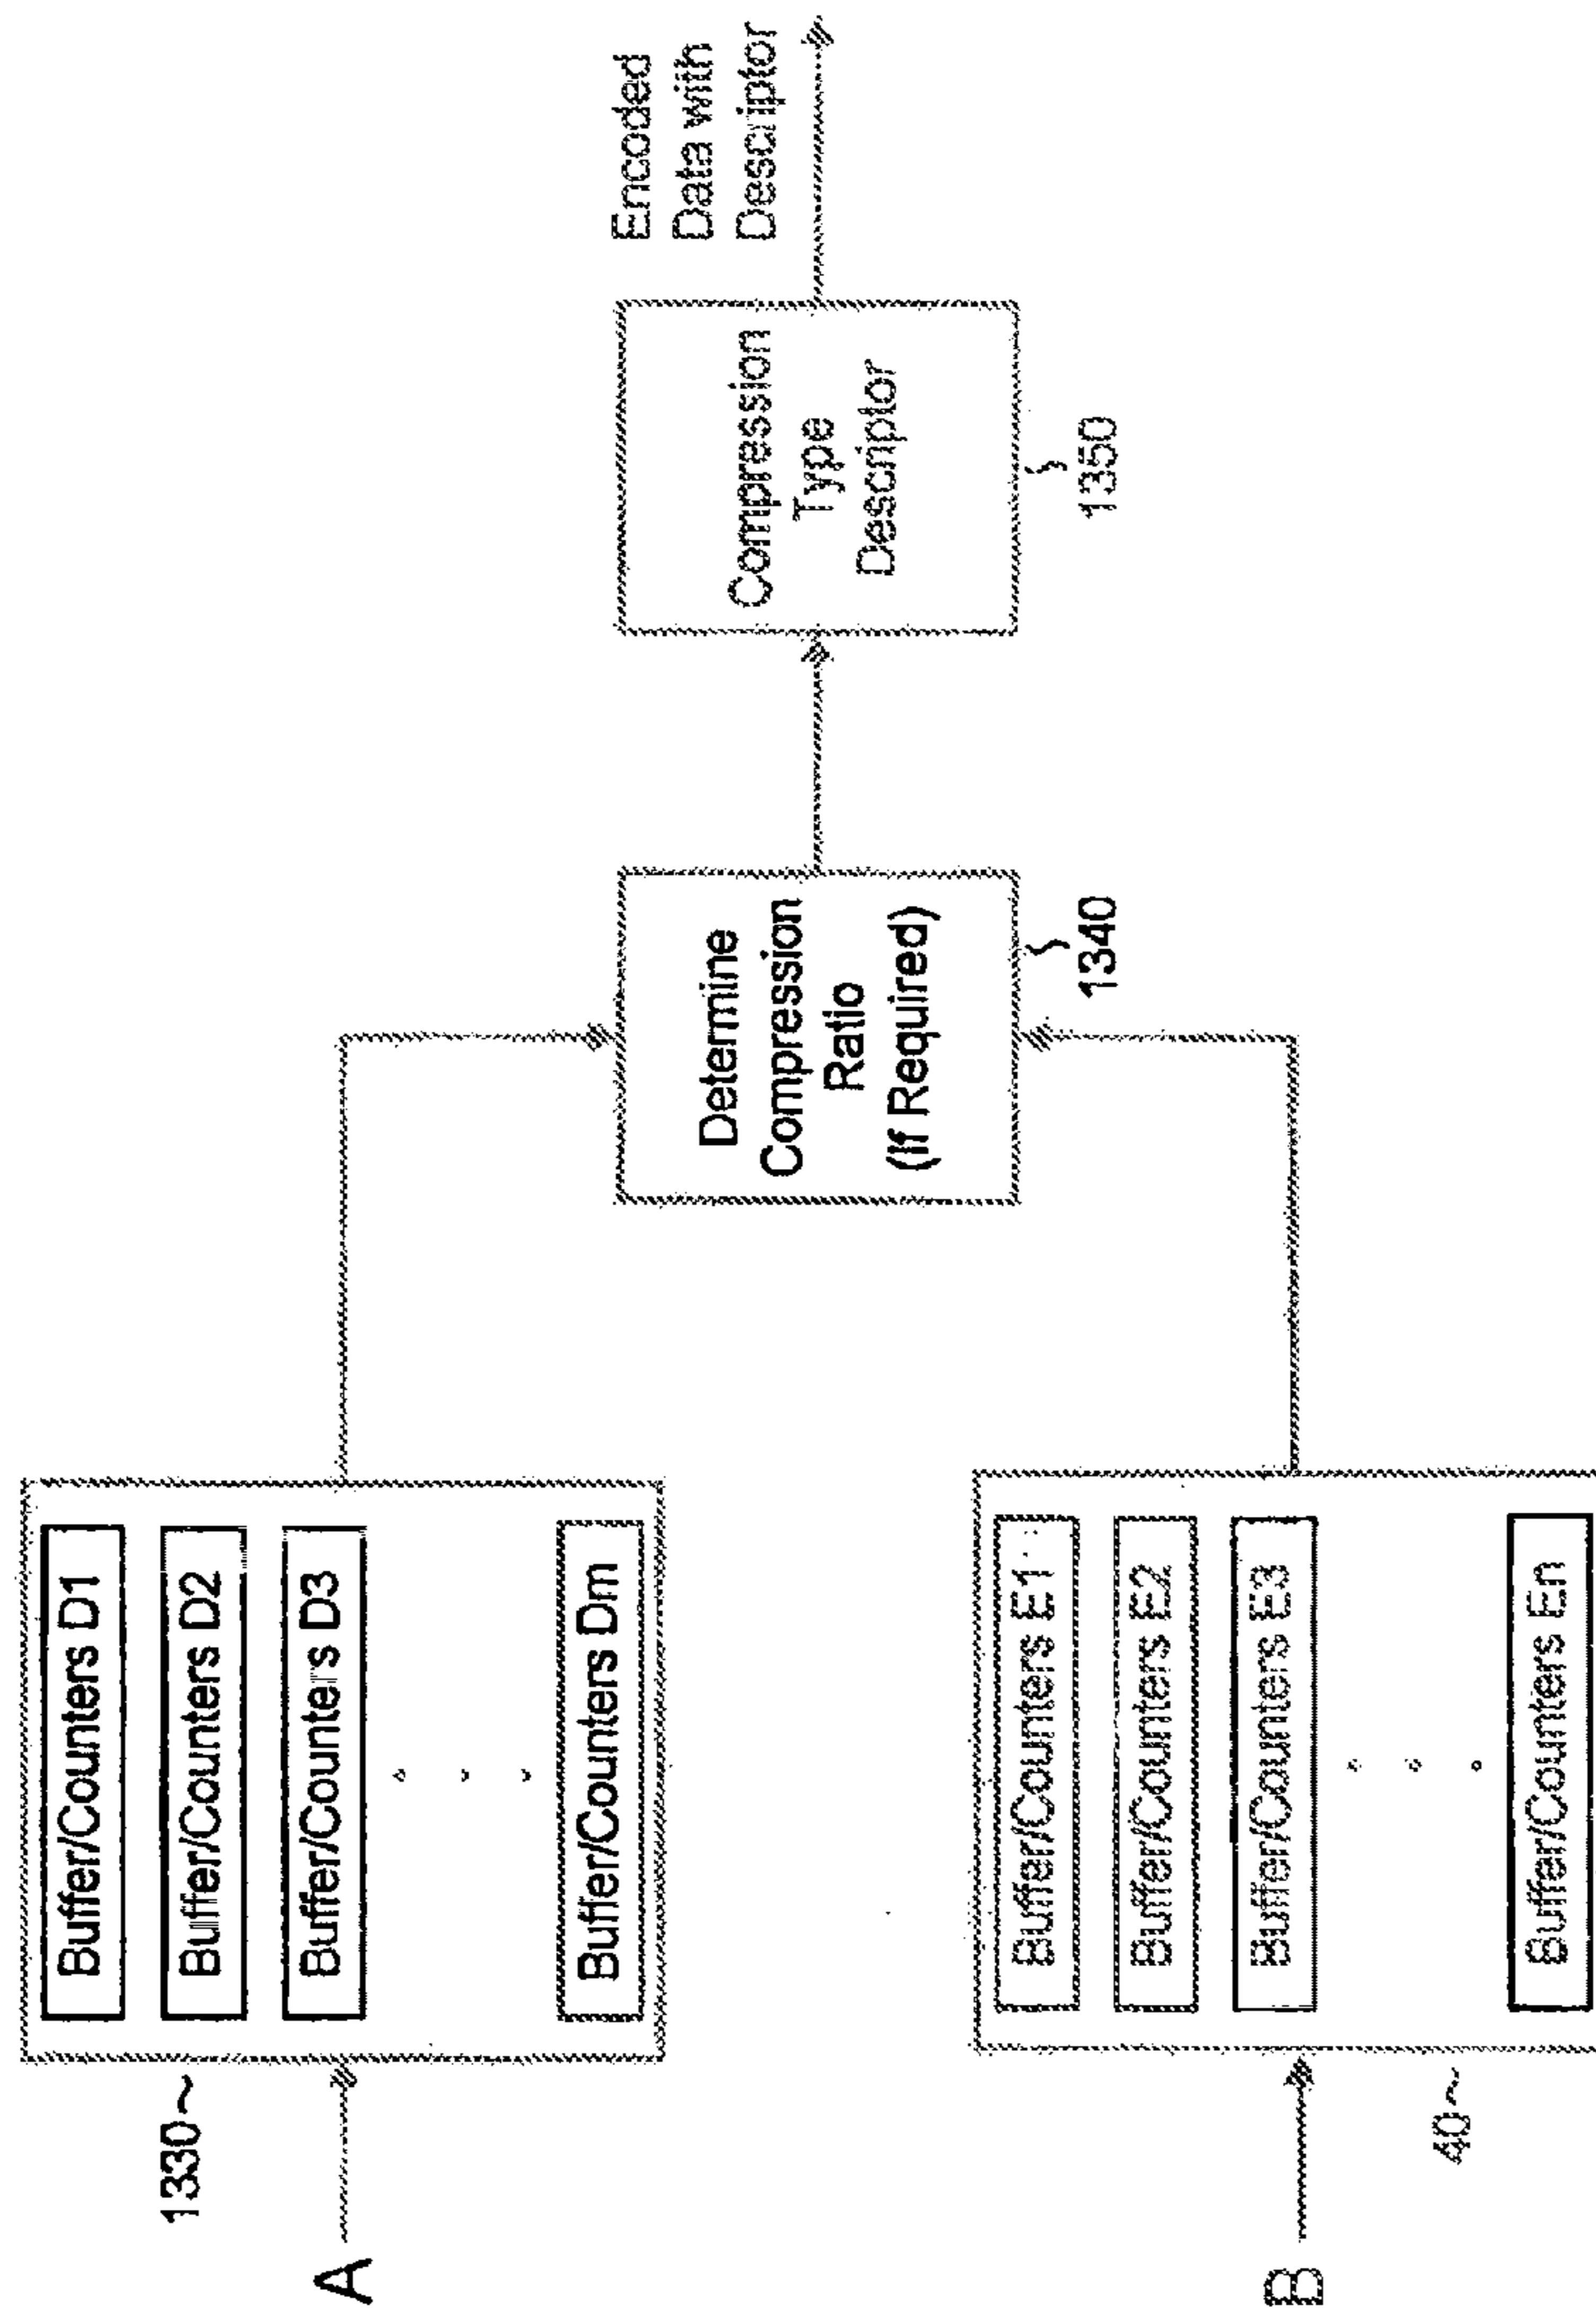 1330
Buffer/Counters D1
Buffer/Counters D2
Buffer/Counters D3
Buffer/Counters Dm
A
Buffer/Counters E1
Buffer/Counters E2
Buffer/Counters E3
Buffer/Counters En
B
40
Determine
Compression
Ratio
(If Required)
1340
Compression
Type
Descriptor
1350
Encoded
Data with
Descriptor